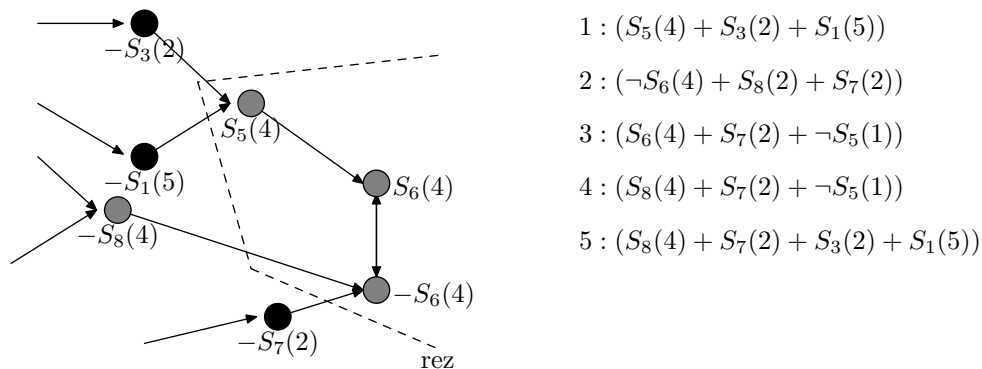 −S₃(2)
S₅(4)
−S₁(5)
S₆(4)
−S₈(4)
−S₆(4)
−S₇(2)
rez
1 : (S₅(4) + S₃(2) + S₁(5))
2 : (¬S₆(4) + S₈(2) + S₇(2))
3 : (S₆(4) + S₇(2) + ¬S₅(1))
4 : (S₈(4) + S₇(2) + ¬S₅(1))
5 : (S₈(4) + S₇(2) + S₃(2) + S₁(5))